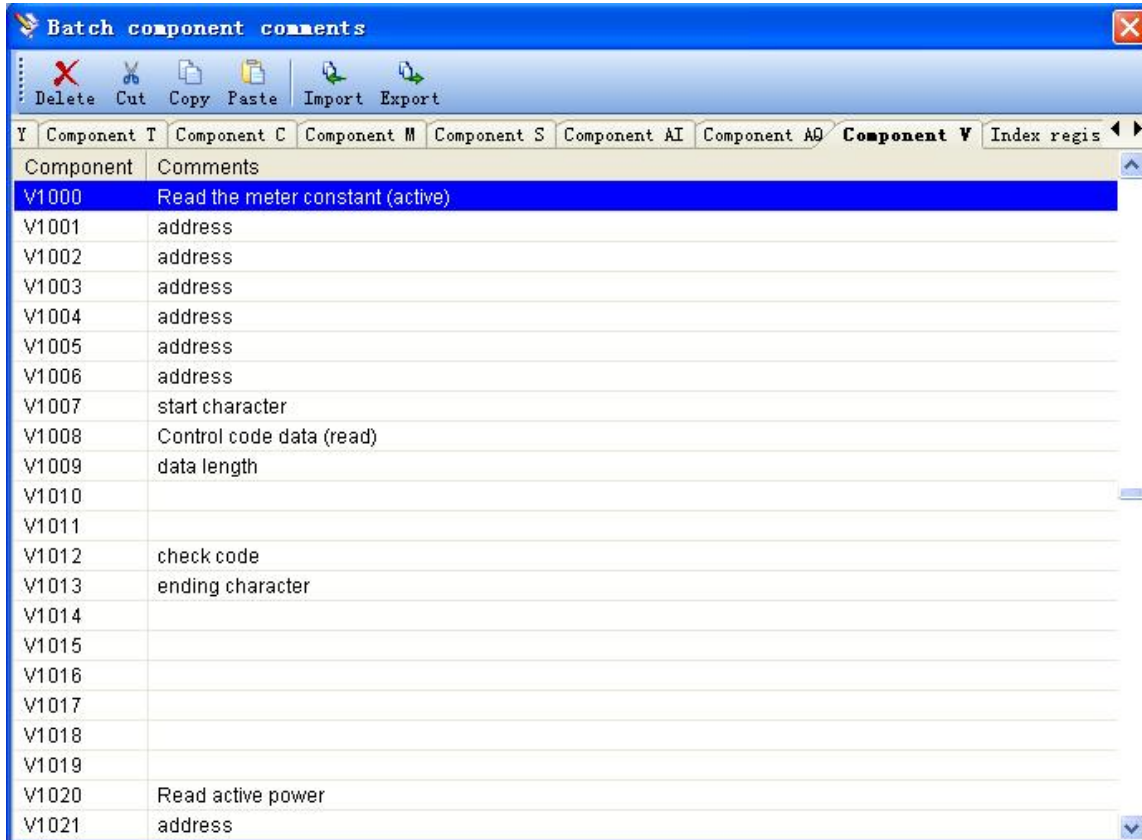 Batch component comments
Delete Cut Copy Paste Import Export
Y Component T Component C Component M Component S Component AI Component AQ Component V Index regis
Component Comments
V1000 Read the meter constant (active)
V1001 address
V1002 address
V1003 address
V1004 address
V1005 address
V1006 address
V1007 start character
V1008 Control code data (read)
V1009 data length
V1010
V1011
V1012 check code
V1013 ending character
V1014
V1015
V1016
V1017
V1018
V1019
V1020 Read active power
V1021 address